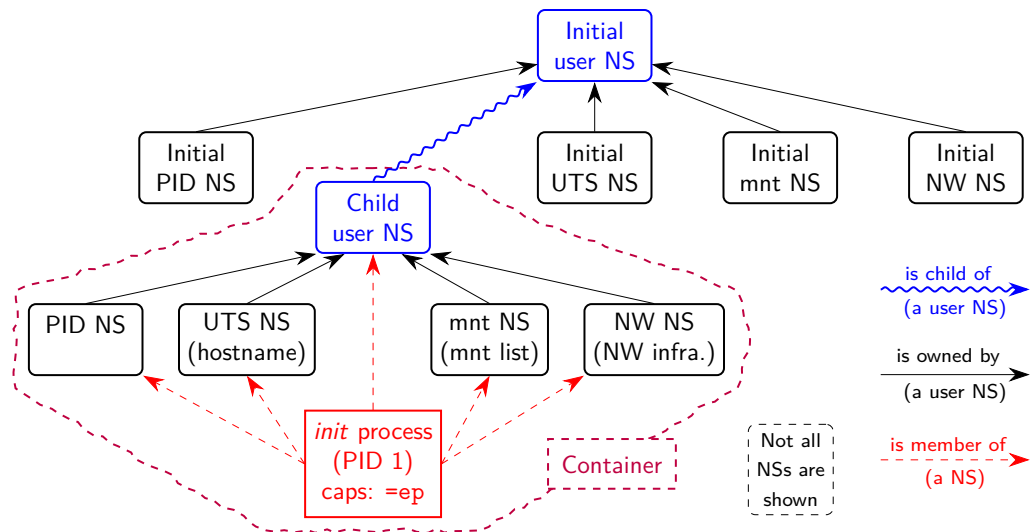 Initial
user NS
Initial
PID NS
Initial
UTS NS
Initial
mnt NS
Initial
NW NS
Child
user NS
is child of
(a user NS)
PID NS
UTS NS
(hostname)
mnt NS
(mnt list)
NW NS
(NW infra.)
is owned by
(a user NS)
init process
(PID 1)
caps: =ep
Container
Not all
NSs are
shown
is member of
(a NS)